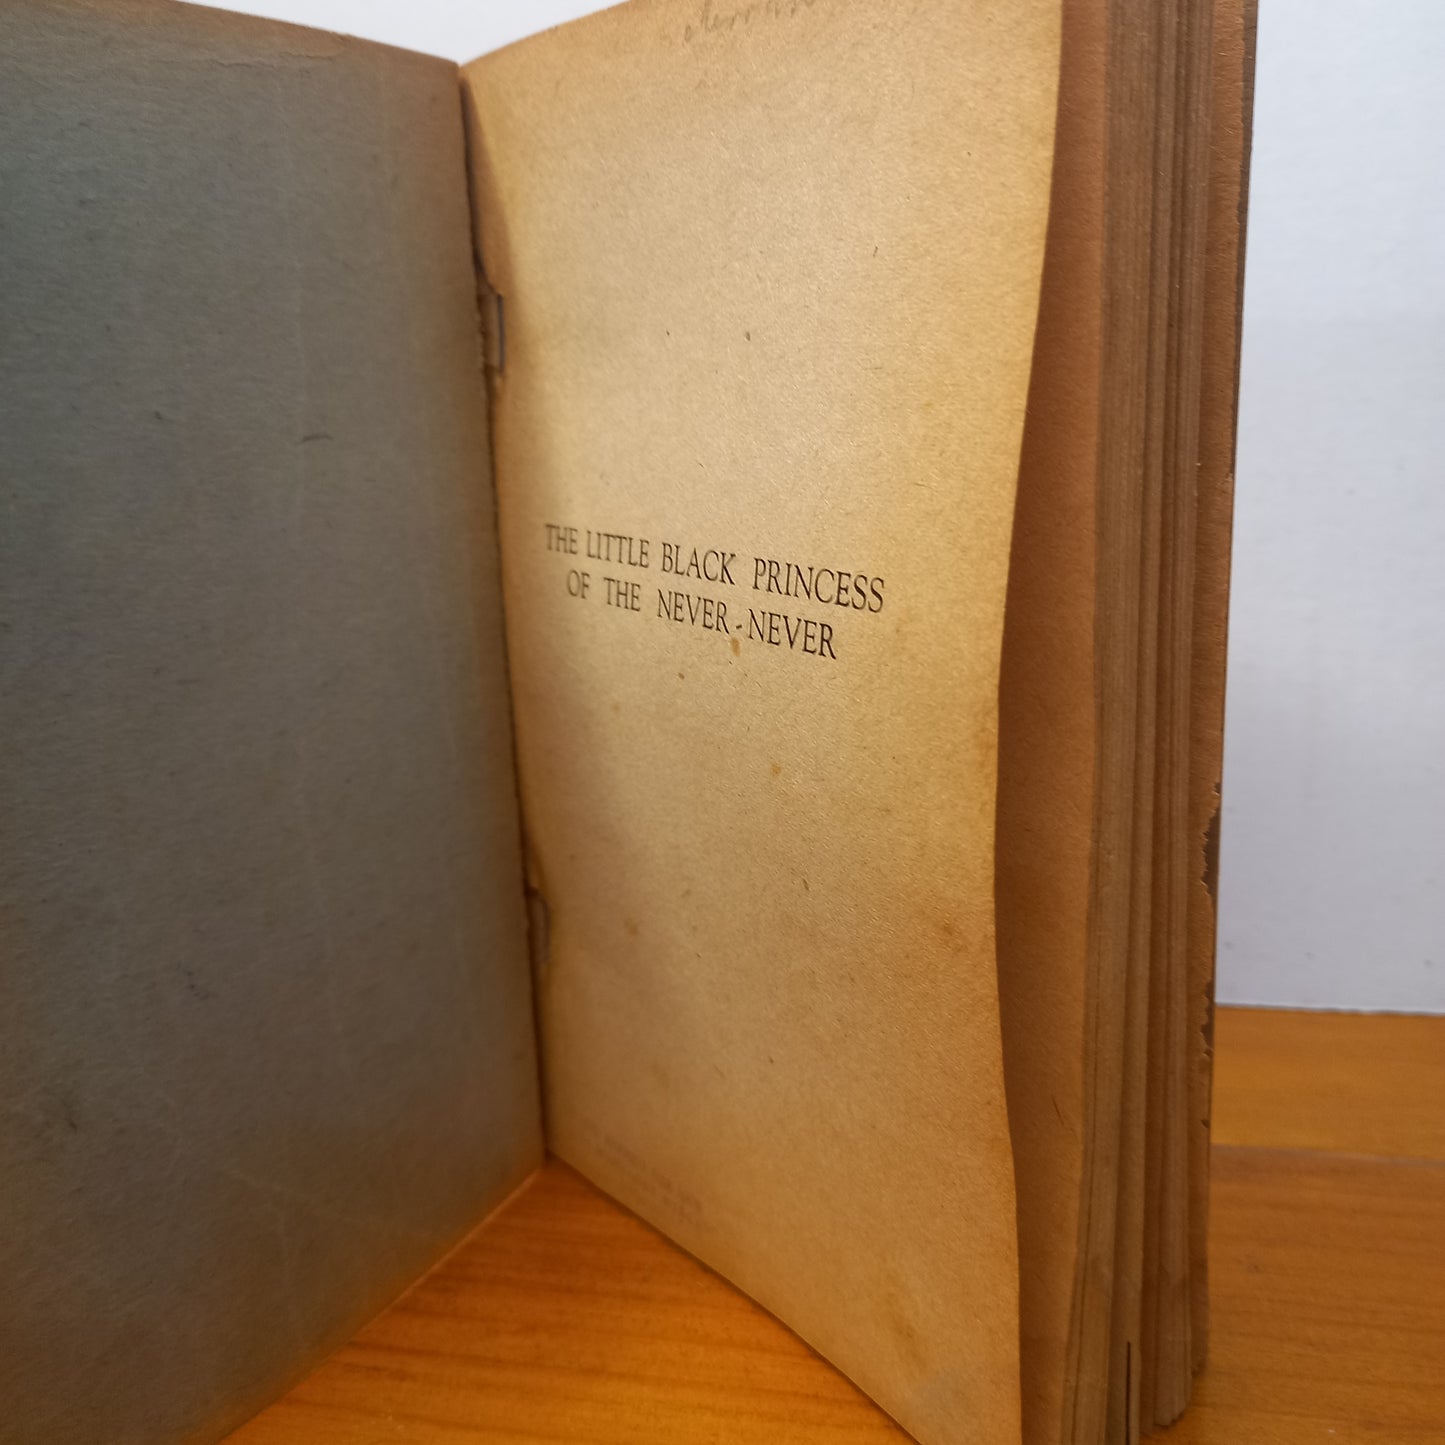 THE LITTLE BLACK PRINCESS
OF THE NEVER-NEVER